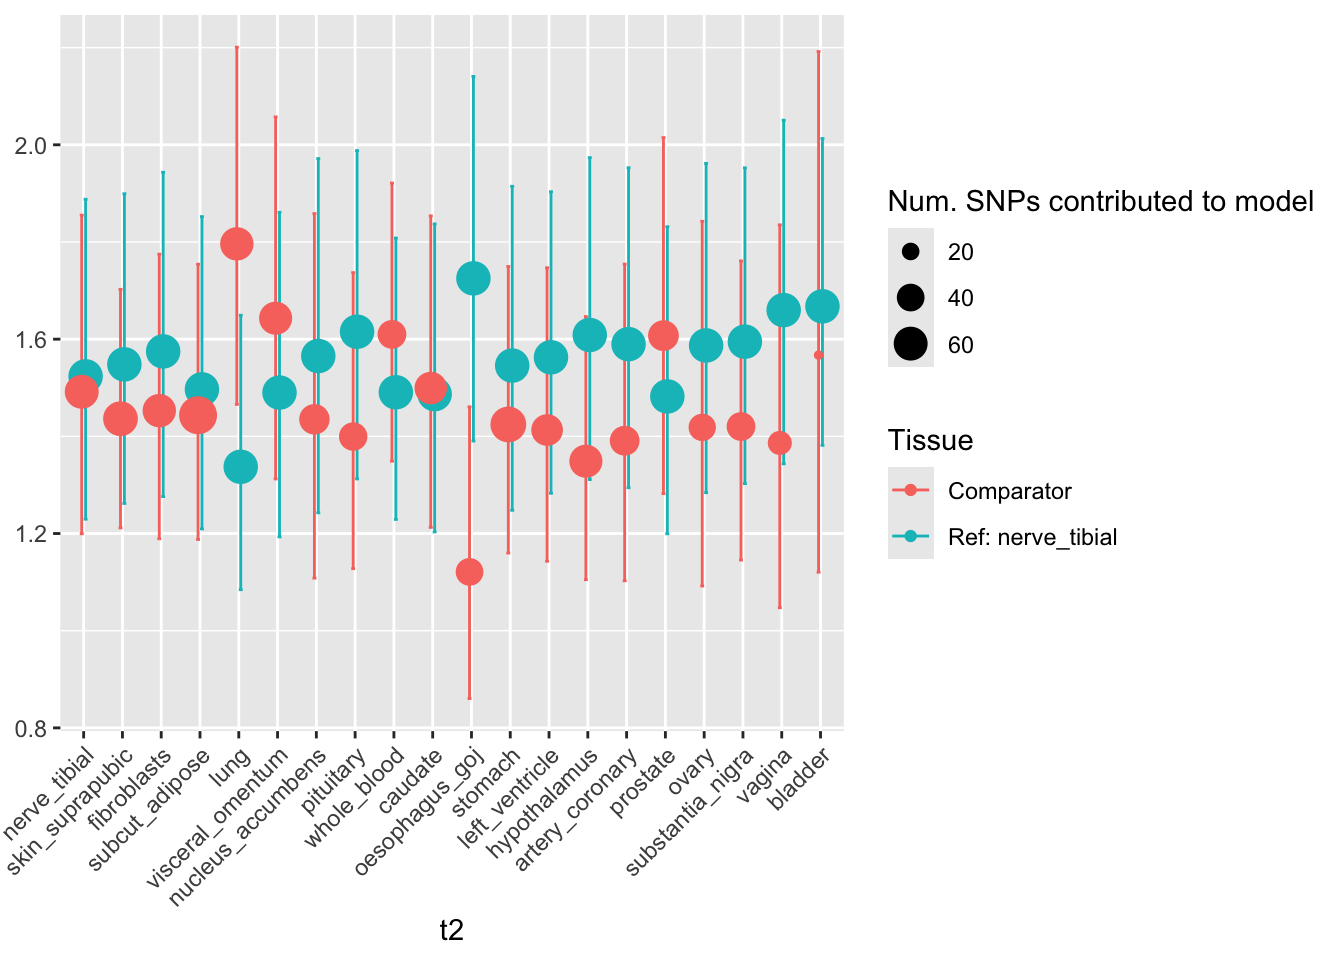 2.0
1.6
1.2
0.8
nerve_tibial
skin_suprapubic
fibroblasts
subcut_adipose
lung
visceral_omentum
nucleus_accumbens
pituitary
whole_blood
caudate
oesophagus_goj
stomach
left_ventricle
hypothalamus
artery_coronary
prostate
ovary
substantia_nigra
vagina
bladder
t2
Num. SNPs contributed to model
20
40
60
Tissue
Comparator
Ref: nerve_tibial